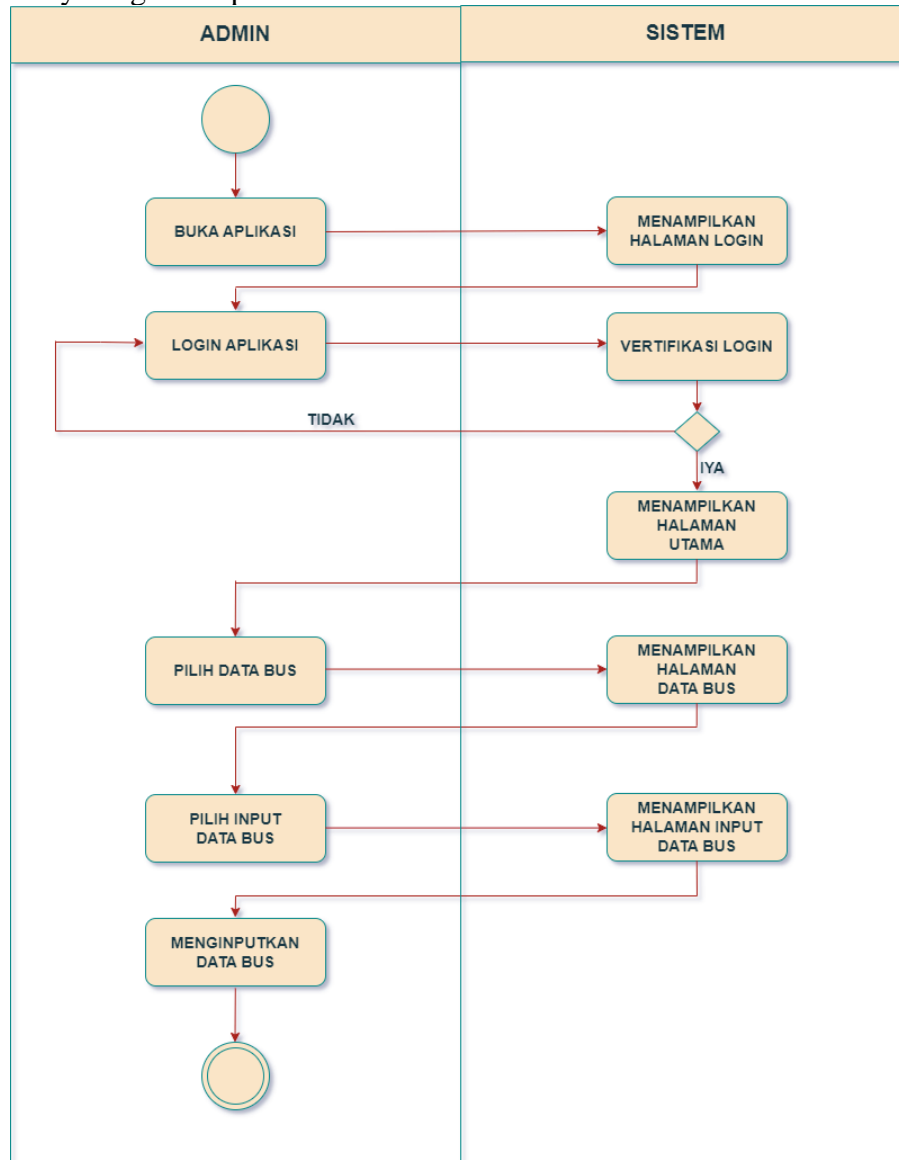 ADMIN
SISTEM
BUKA APLIKASI
MENAMPILKAN
HALAMAN LOGIN
LOGIN APLIKASI
VERTIFIKASI LOGIN
TIDAK
IYA
MENAMPILKAN
HALAMAN
UTAMA
PILIH DATA BUS
MENAMPILKAN
HALAMAN
DATA BUS
PILIH INPUT
DATA BUS
MENAMPILKAN
HALAMAN INPUT
DATA BUS
MENGINPUTKAN
DATA BUS